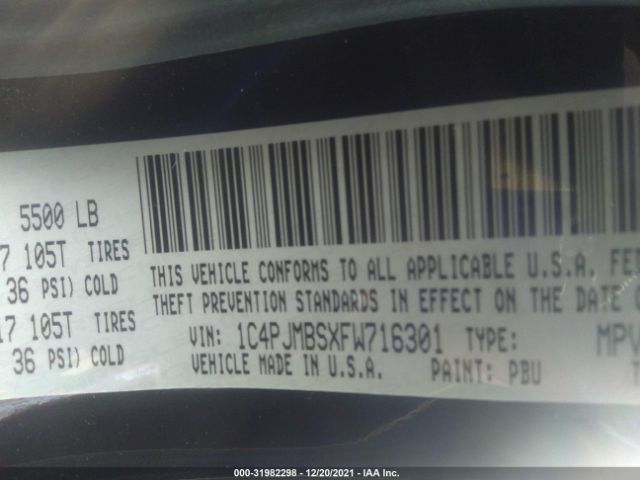 5500 LB
7 105T TIRES
36 PSI) COLD
17 105T TIRES
36 PSI) COLD
THIS VEHICLE CONFORMS TO ALL APPLICABLE U.S.A. FED
THEFT PREVENTION STANDARDS IN EFFECT ON THE DATE O
VIN: 1C4PJMBSXFW716301 TYPE: MPV
VEHICLE MADE IN U.S.A. PAINT: PBU T
000-31982298 - 12/20/2021 - IAA Inc.